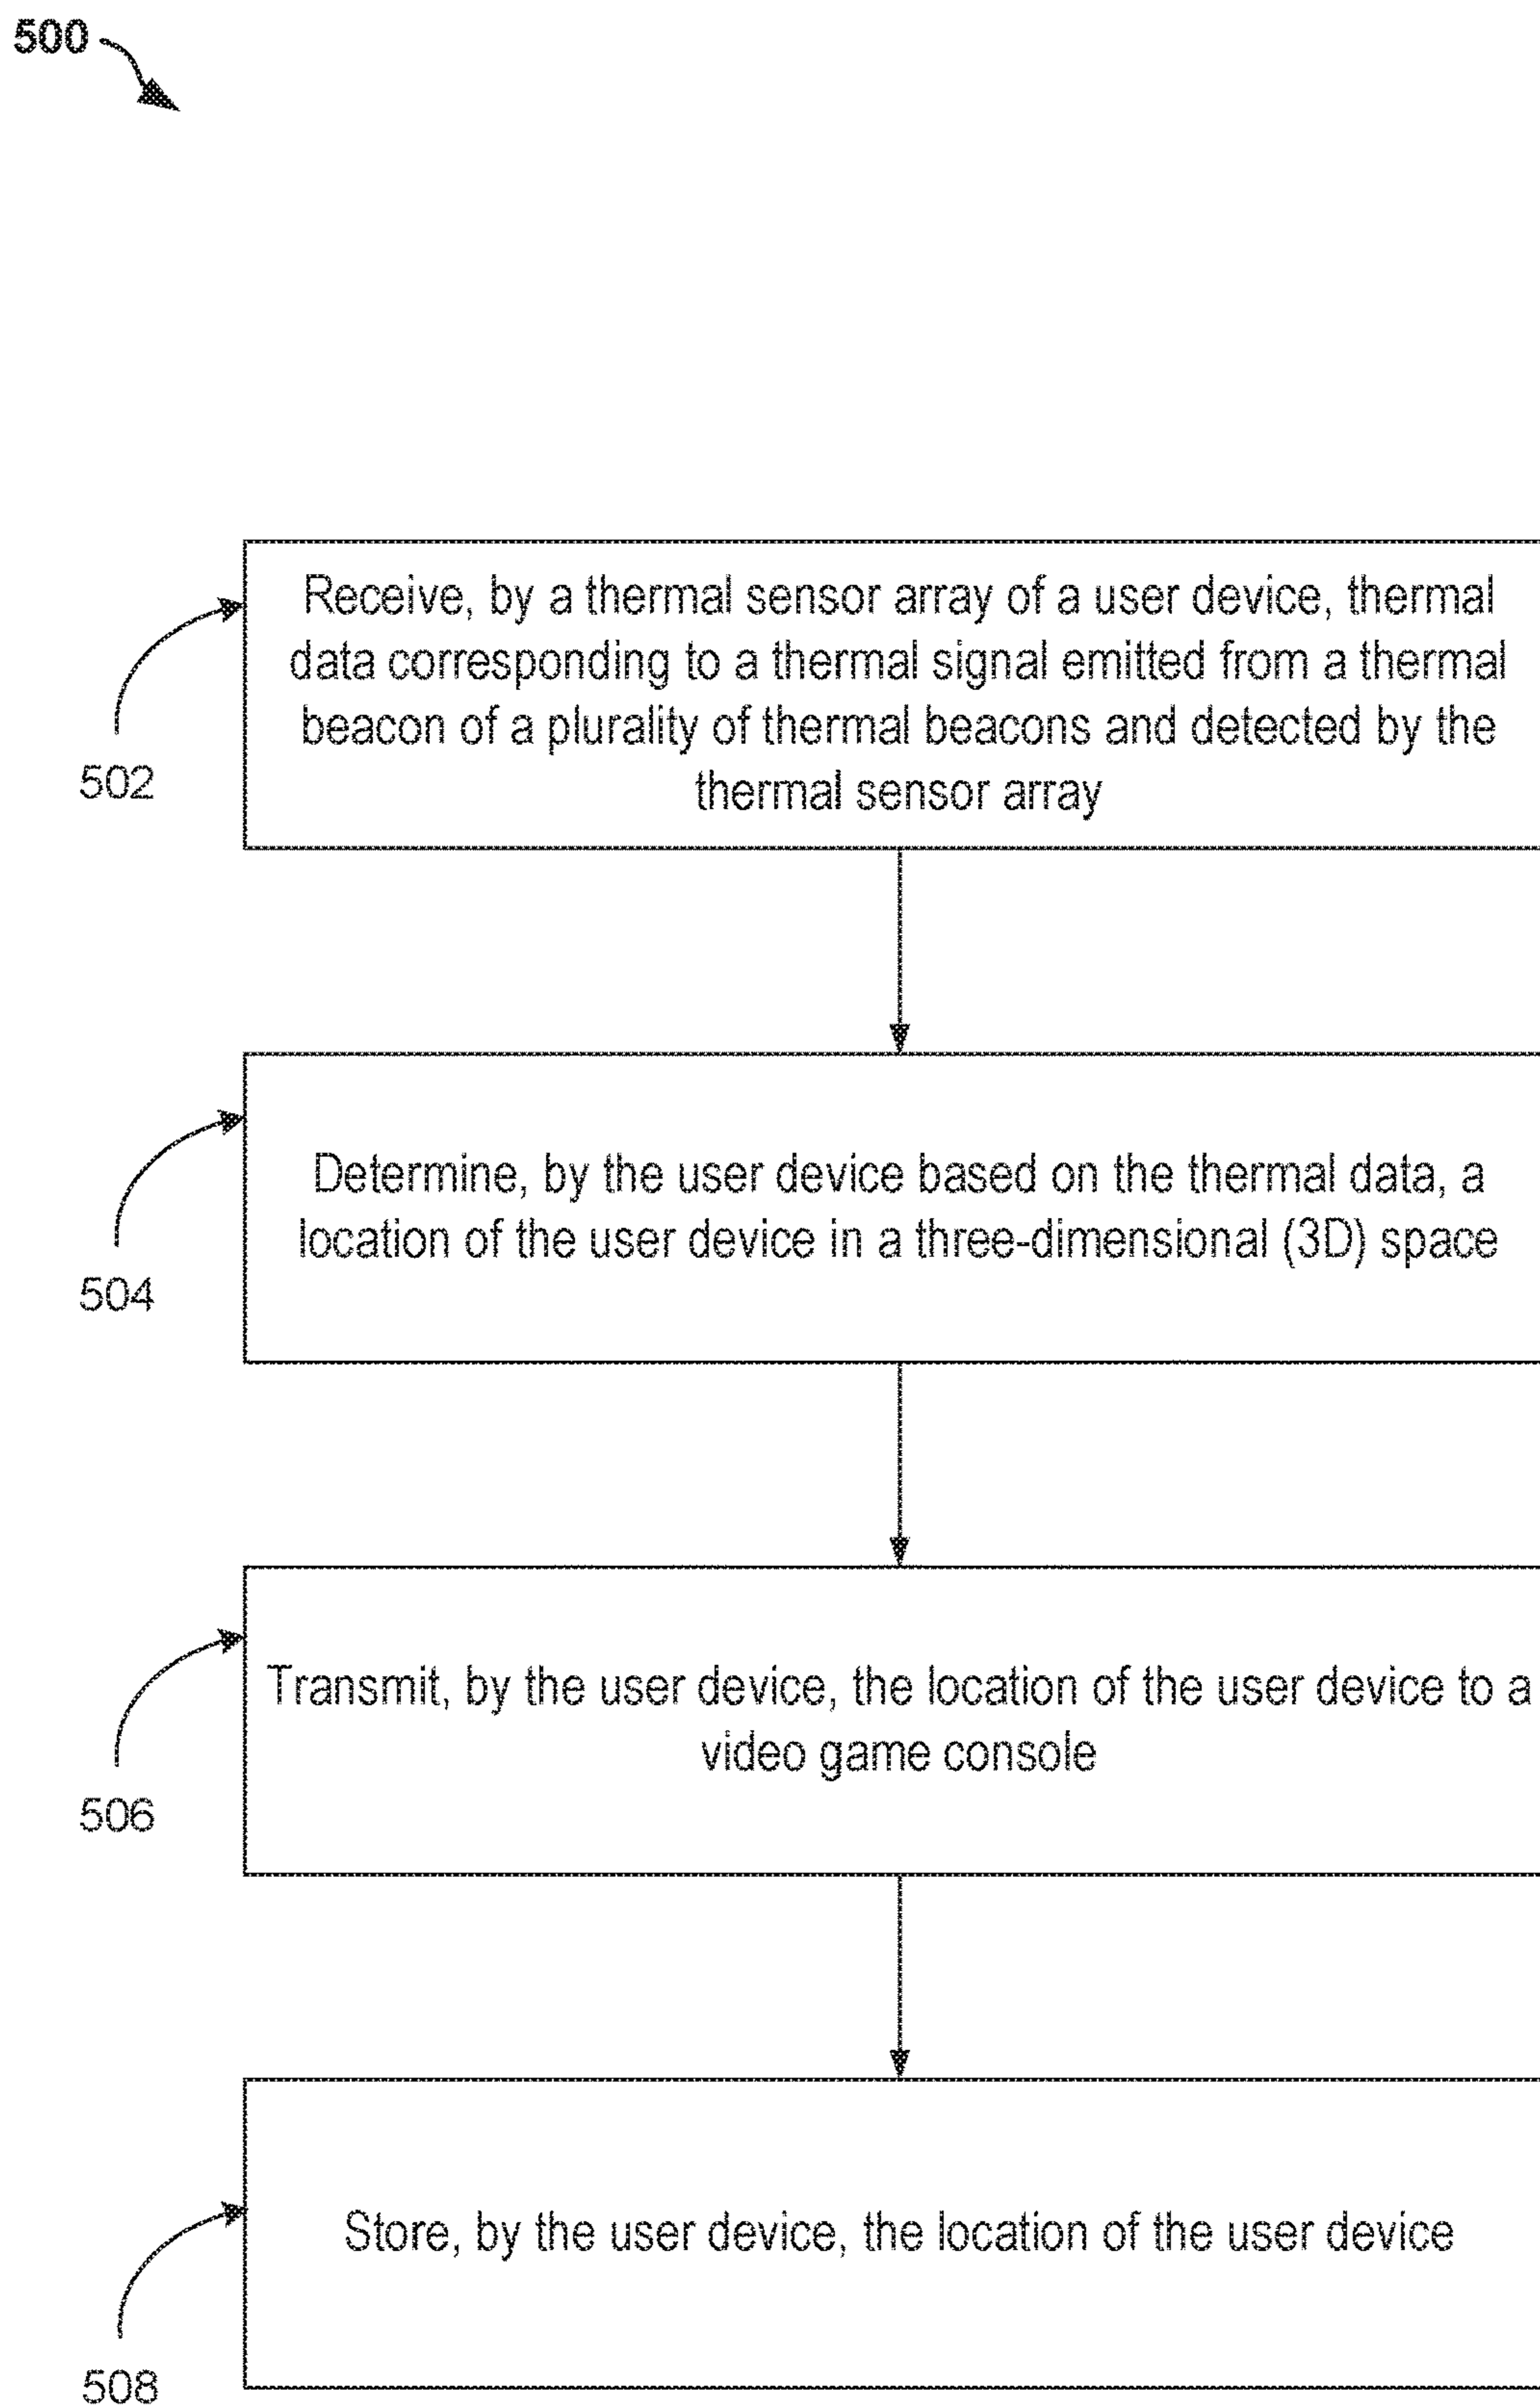 500
Receive, by a thermal sensor array of a user device, thermal
data corresponding to a thermal signal emitted from a thermal
beacon of a plurality of thermal beacons and detected by the
thermal sensor array
502
Determine, by the user device based on the thermal data, a
location of the user device in a three-dimensional (3D) space
504
Transmit, by the user device, the location of the user device to a
video game console
506
Store, by the user device, the location of the user device
508